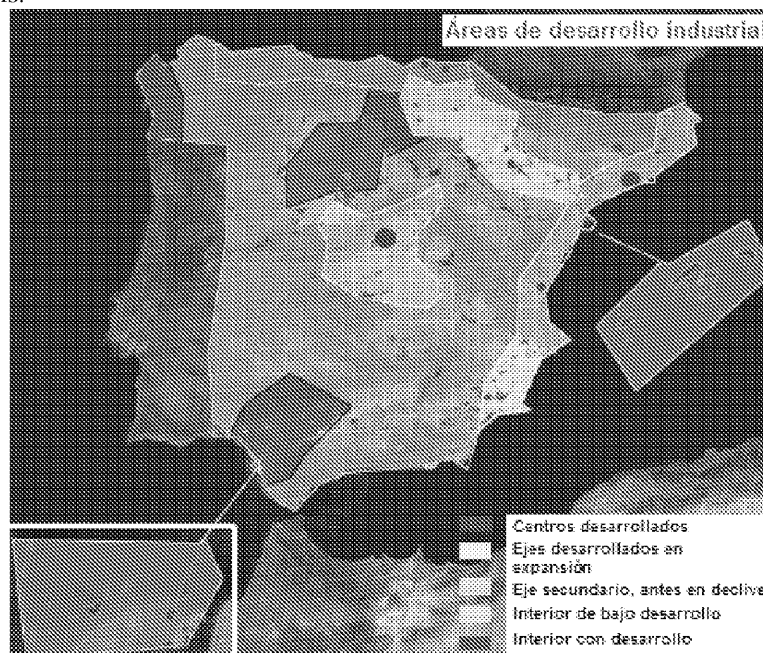 is.
Áreas de desarrollo industrial
Centros desarrollados
Ejes desarrollados en
expansión
Eje secundario, antes en declive
Interior de bajo desarrollo
Interior con desarrollo